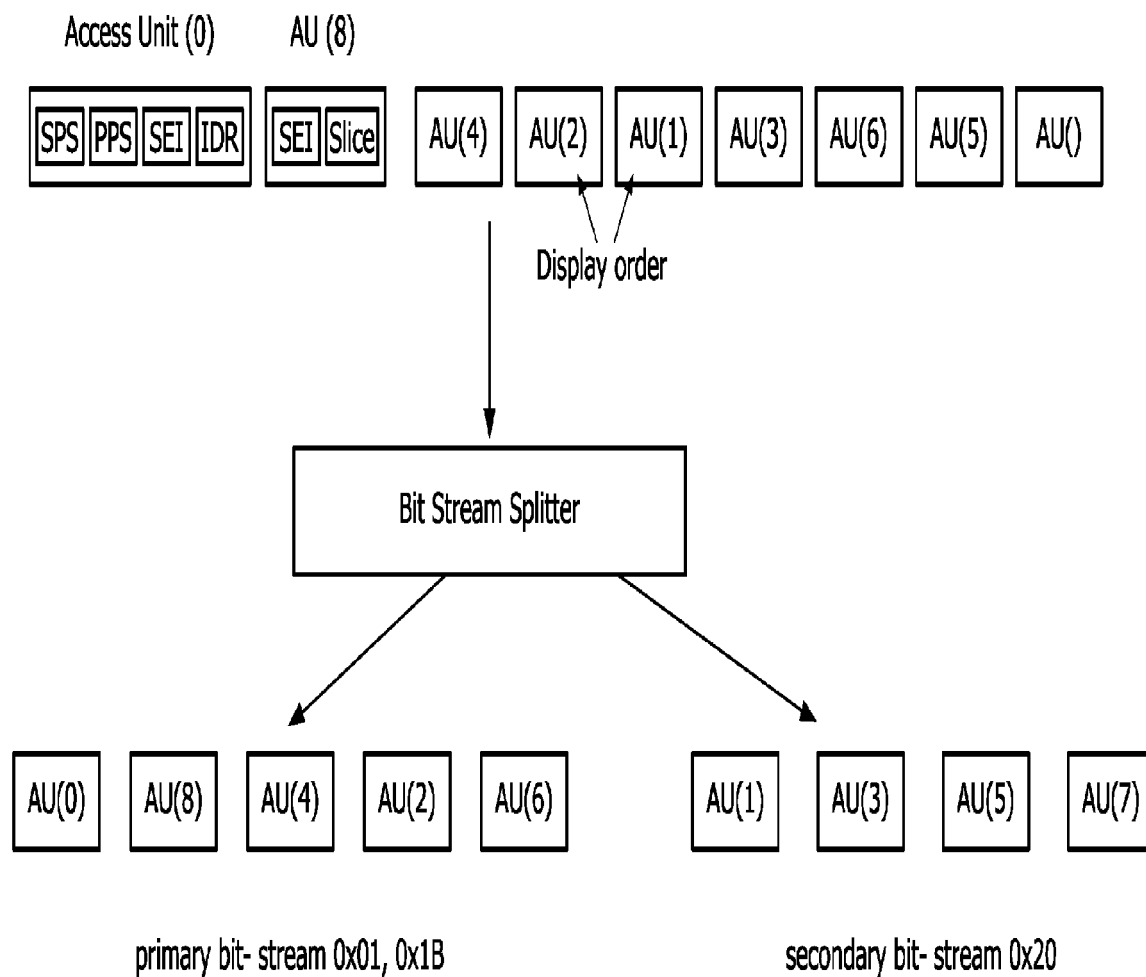 Access Unit (0) AU (8)
SPS PPS SEI IDR SEI Slice AU(4) AU(2) AU(1) AU(3) AU(6) AU(5) AU()
Display order
Bit Stream Splitter
AU(0) AU(8) AU(4) AU(2) AU(6) AU(1) AU(3) AU(5) AU(7)
primary bit- stream 0x01, 0x1B secondary bit- stream 0x20